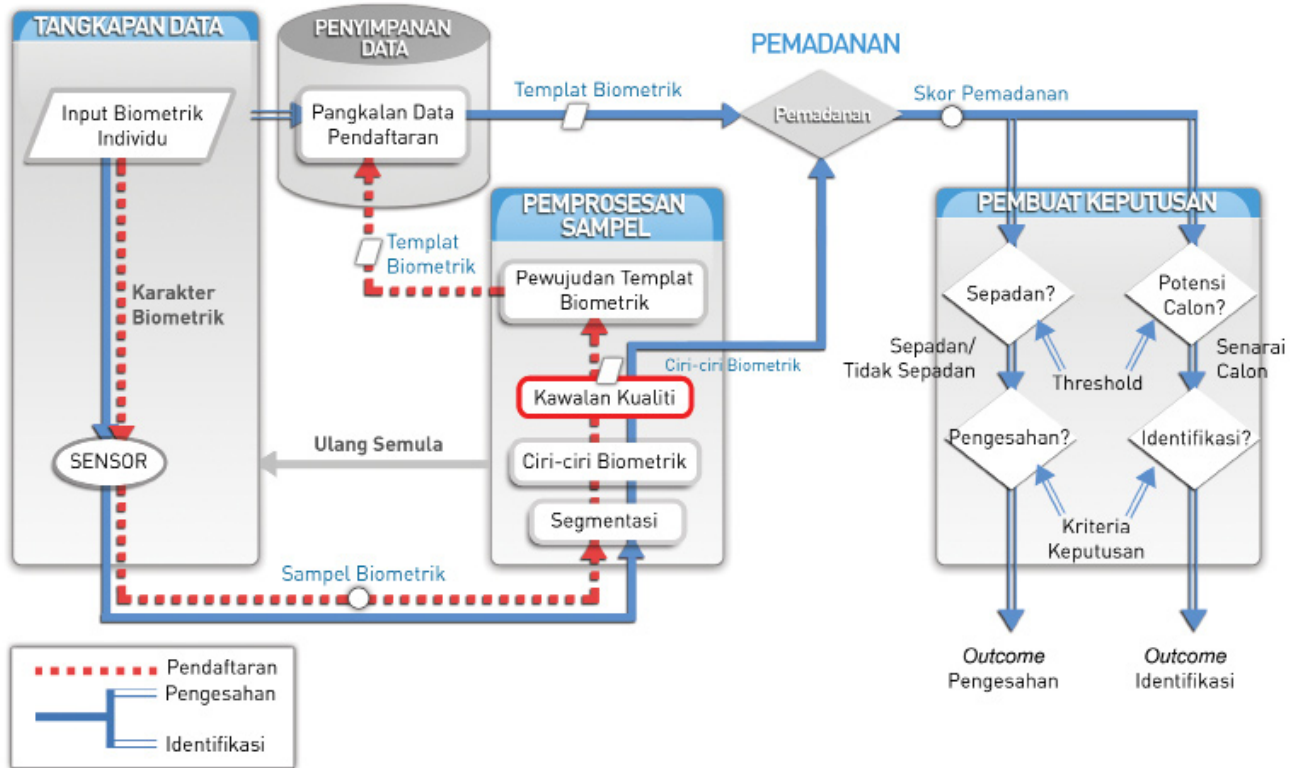 TANGKAPAN DATA
Input Biometrik
Individu
Karakter
Biometrik
SENSOR
PENYIMPANAN
DATA
Pangkalan Data
Pendaftaran
Templat Biometrik
PEMADANAN
Pemadanan
Skor Pemadanan
Templat
Biometrik
PEMPROSESAN
SAMPEL
Pewujudan Templat
Biometrik
Ciri-ciri Biometrik
Kawalan Kualiti
Ciri-ciri Biometrik
Segmentasi
Ulang Semula
Sampel Biometrik
PEMBUAT KEPUTUSAN
Sepadan?
Potensi
Calon?
Sepadan/
Tidak Sepadan
Threshold
Senarai
Calon
Pengesahan?
Identifikasi?
Kriteria
Keputusan
Outcome
Pengesahan
Outcome
Identifikasi
Pendaftaran
Pengesahan
Identifikasi